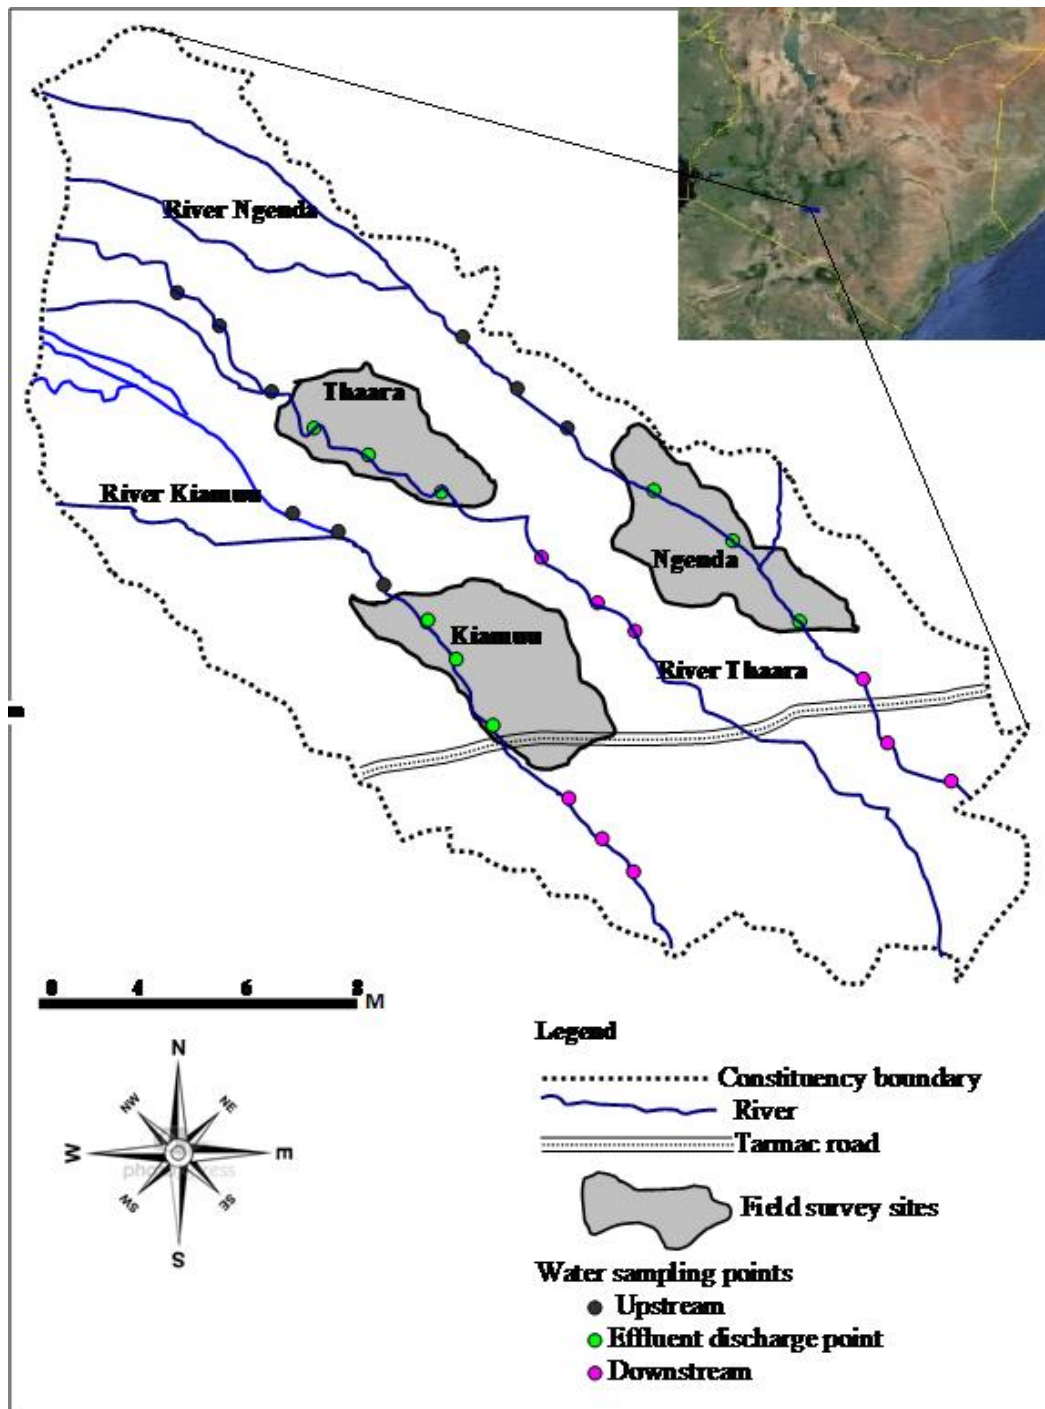 River Ngenda
Thaara
River Kiamuu
Ngenda
Kiamuu
River Thaara
0 4 6 8 M
N
NW NE
W E
SW SE
S
Legend
Constituency boundary
River
Tarmac road
Field survey sites
Water sampling points
Upstream
Effluent discharge point
Downstream